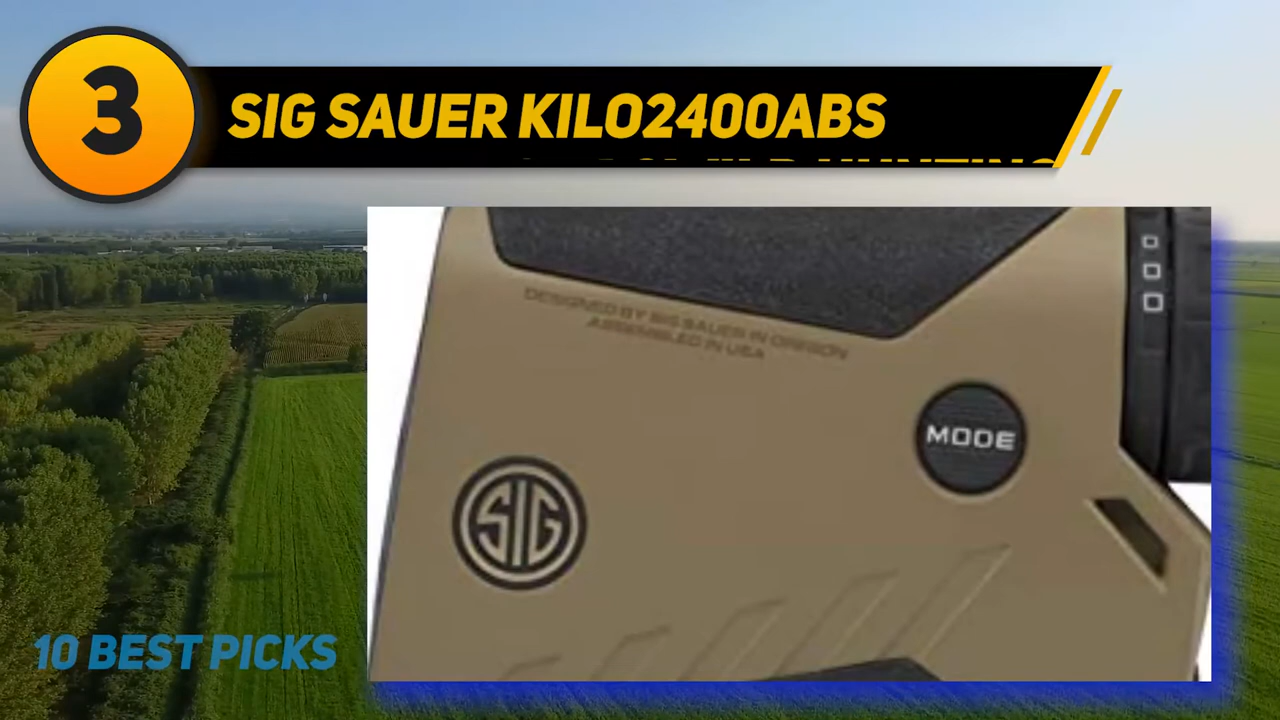 3
SIG SAUER KILO2400ABS
DESIGNED BY SIG SAUER IN OREGON
ASSEMBLED IN USA
MODE
SIG
10 BEST PICKS